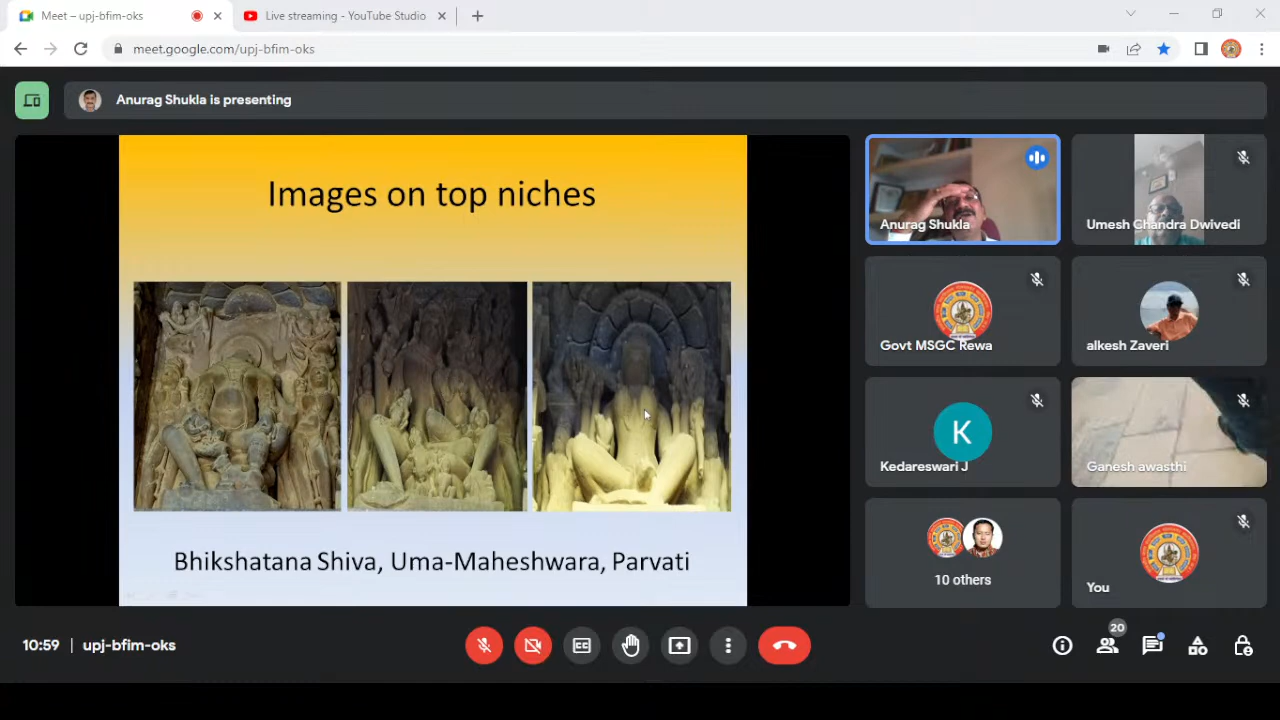 Meet – upj-bfim-oks
Live streaming - YouTube Studio
meet.google.com/upj-bfim-oks
Anurag Shukla is presenting
Images on top niches
Bhikshatana Shiva, Uma-Maheshwara, Parvati
Anurag Shukla
Umesh Chandra Dwivedi
Govt MSGC Rewa
alkesh Zaveri
K
Kedareswari J
Ganesh awasthi
10 others
You
10:59 | upj-bfim-oks
CC
20